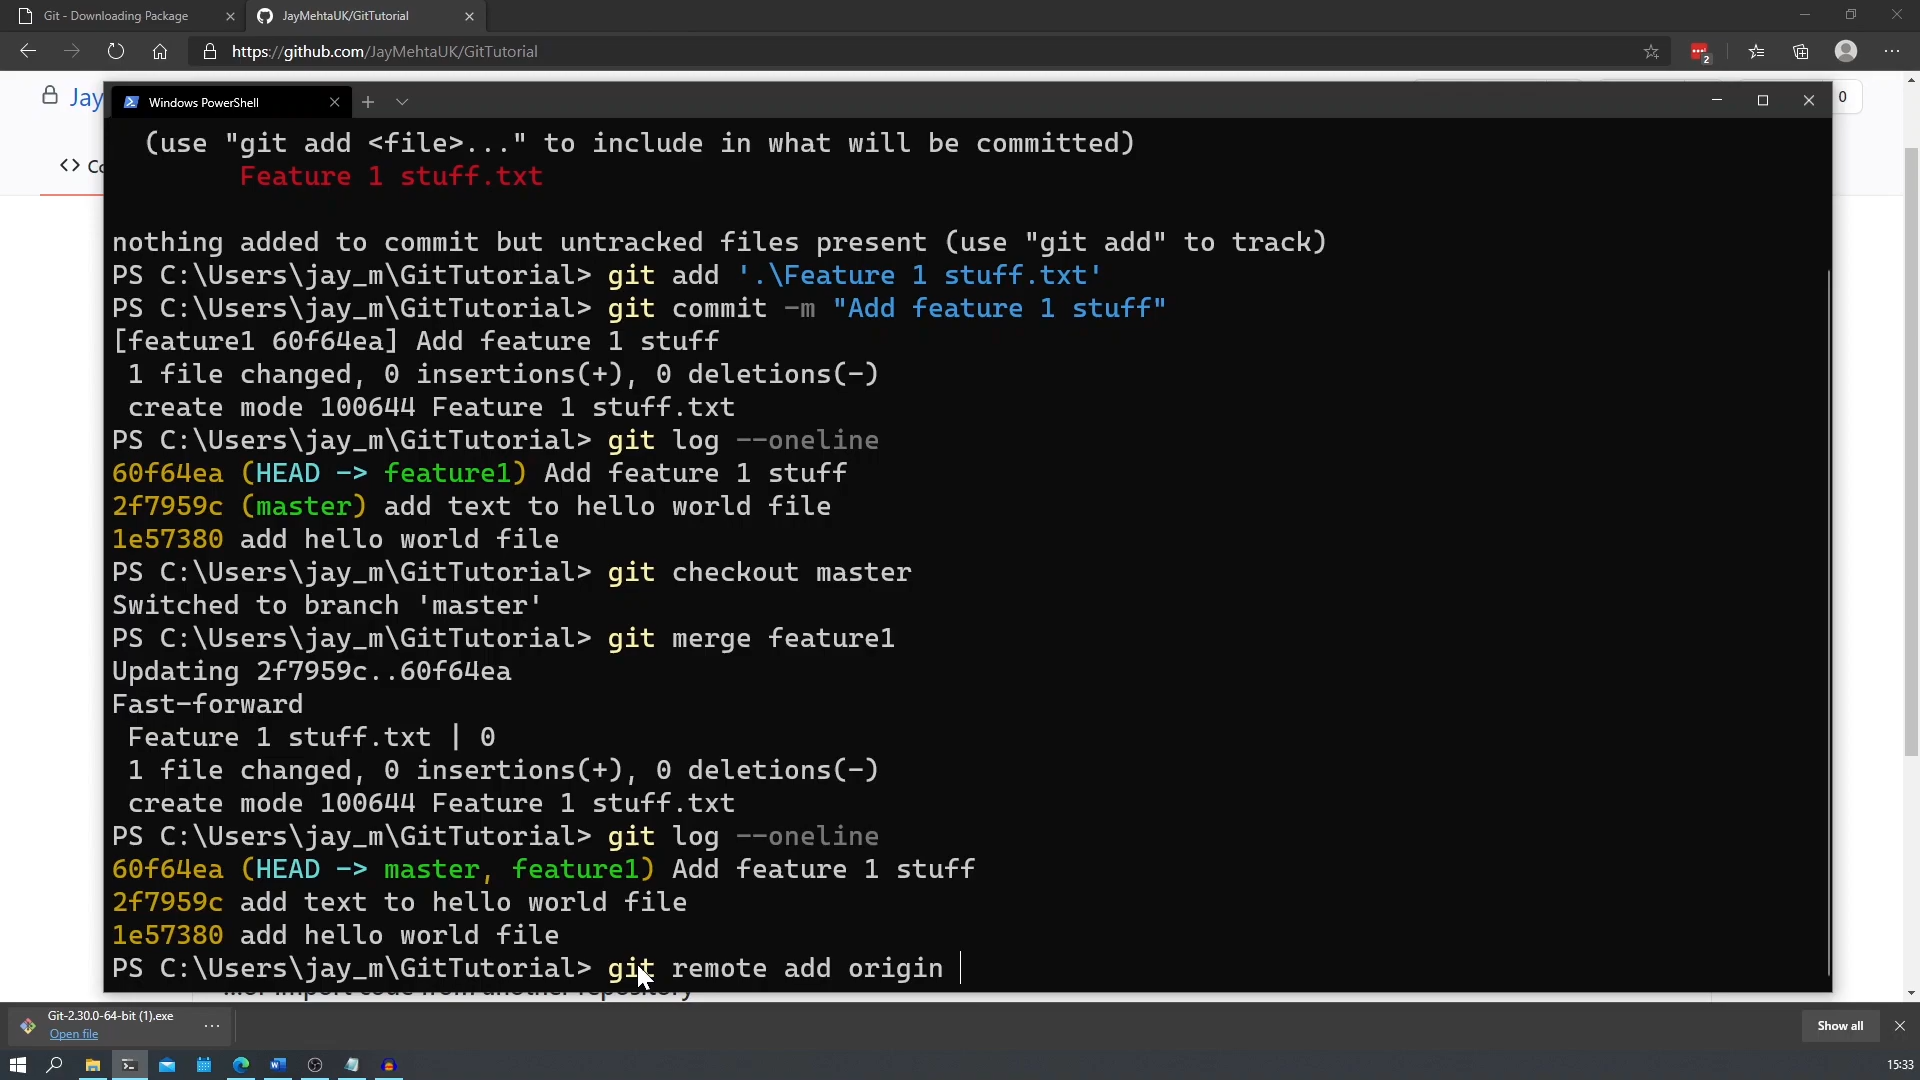 Git - Downloading Package
JayMehtaUK/GitTutorial
https://github.com/JayMehtaUK/GitTutorial
2
Jay
0
Windows PowerShell
(use "git add <file>..." to include in what will be committed)
Feature 1 stuff.txt
nothing added to commit but untracked files present (use "git add" to track)
PS C:\Users\jay_m\GitTutorial> git add '.\Feature 1 stuff.txt'
PS C:\Users\jay_m\GitTutorial> git commit -m "Add feature 1 stuff"
[feature1 60f64ea] Add feature 1 stuff
1 file changed, 0 insertions(+), 0 deletions(-)
create mode 100644 Feature 1 stuff.txt
PS C:\Users\jay_m\GitTutorial> git log --oneline
60f64ea (HEAD -> feature1) Add feature 1 stuff
2f7959c (master) add text to hello world file
1e57380 add hello world file
PS C:\Users\jay_m\GitTutorial> git checkout master
Switched to branch 'master'
PS C:\Users\jay_m\GitTutorial> git merge feature1
Updating 2f7959c..60f64ea
Fast-forward
Feature 1 stuff.txt | 0
1 file changed, 0 insertions(+), 0 deletions(-)
create mode 100644 Feature 1 stuff.txt
PS C:\Users\jay_m\GitTutorial> git log --oneline
60f64ea (HEAD -> master, feature1) Add feature 1 stuff
2f7959c add text to hello world file
1e57380 add hello world file
PS C:\Users\jay_m\GitTutorial> git remote add origin
import code from another repository
Git-2.30.0-64-bit (1).exe
Open file
Show all
15:33